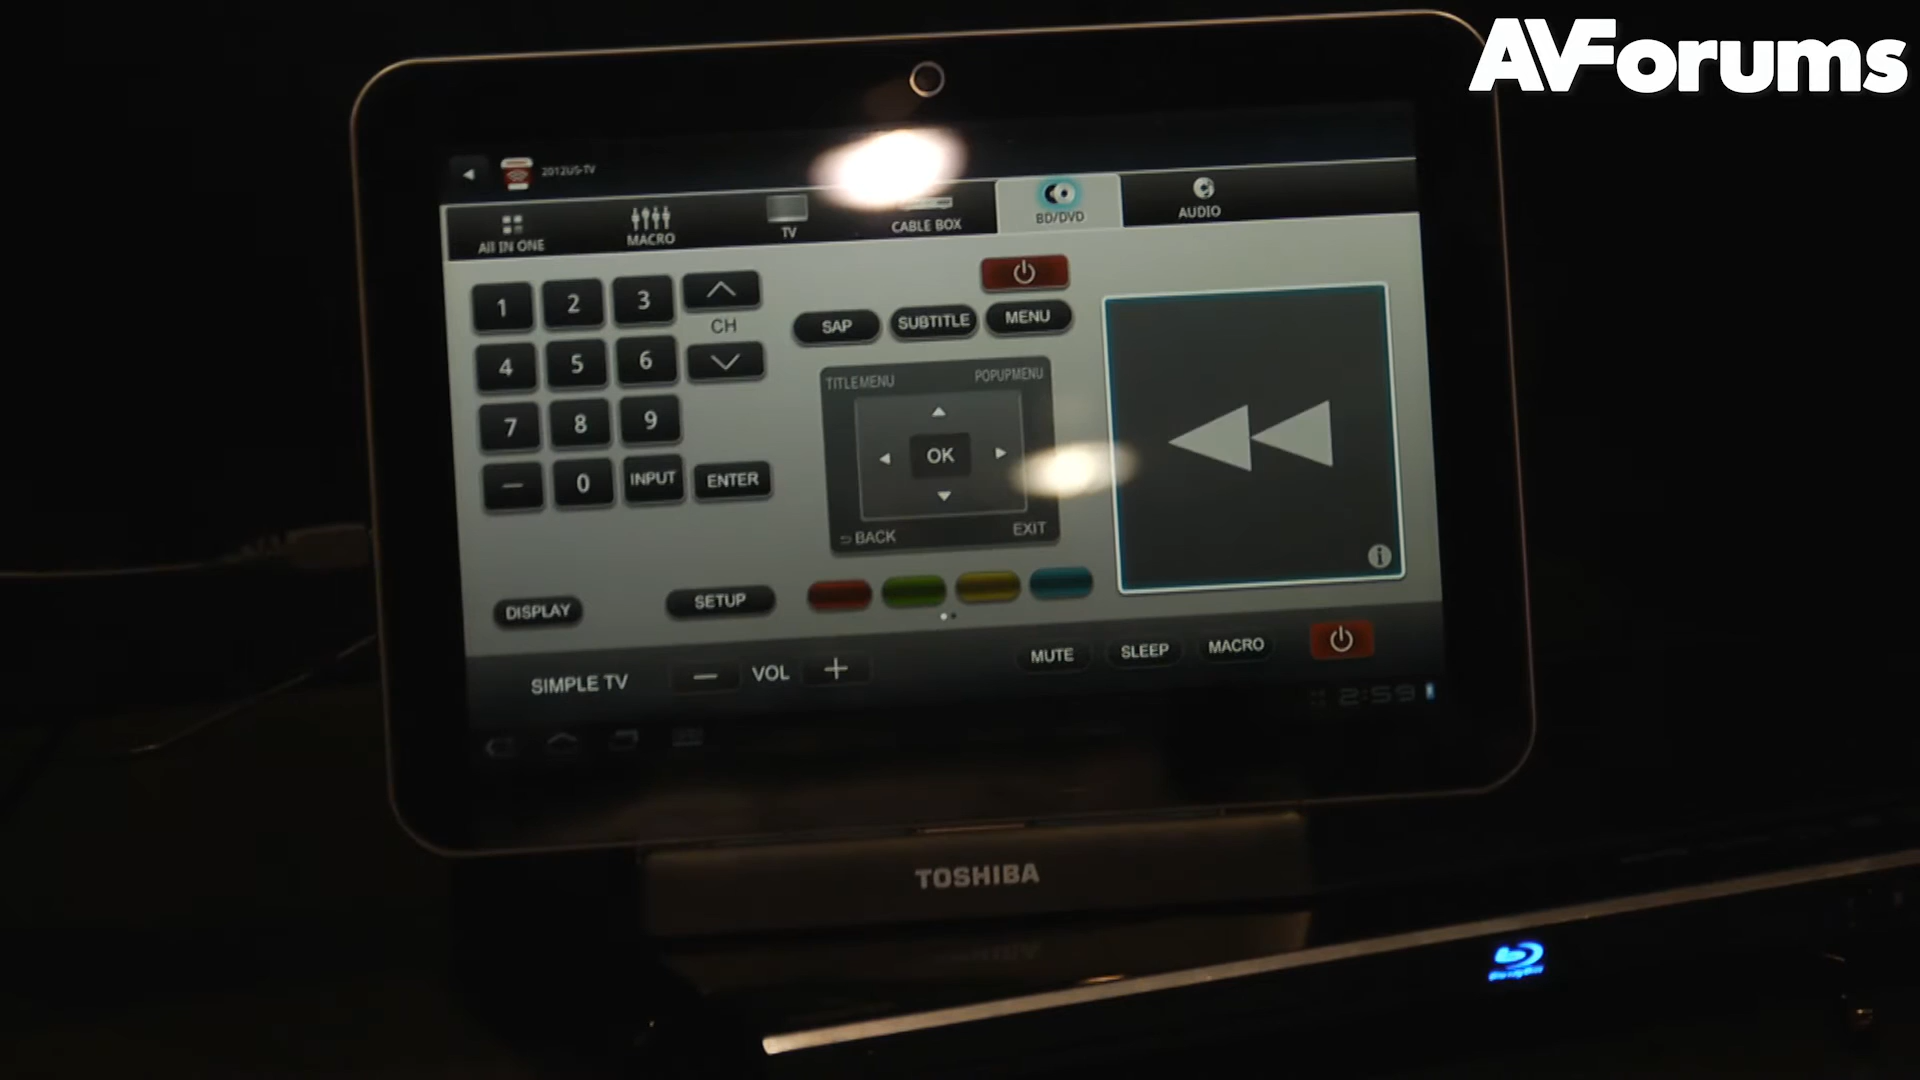 AVForums
2012US-TV
All IN ONE
MACRO
TV
CABLE BOX
BD/DVD
AUDIO
1 2 3
CH
4 5 6
7 8 9
0 INPUT ENTER
SAP SUBTITLE MENU
TITLEMENU POPUPMENU
OK
BACK EXIT
DISPLAY SETUP
SIMPLE TV
VOL
MUTE SLEEP MACRO
2:59
TOSHIBA